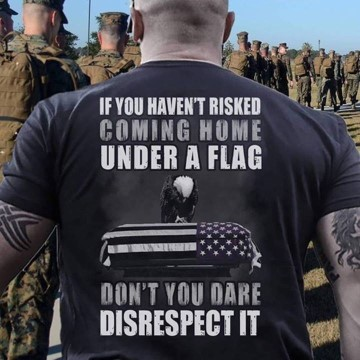 IF YOU HAVEN'T RISKED
COMING HOME
UNDER A FLAG
DON'T YOU DARE
DISRESPECT IT